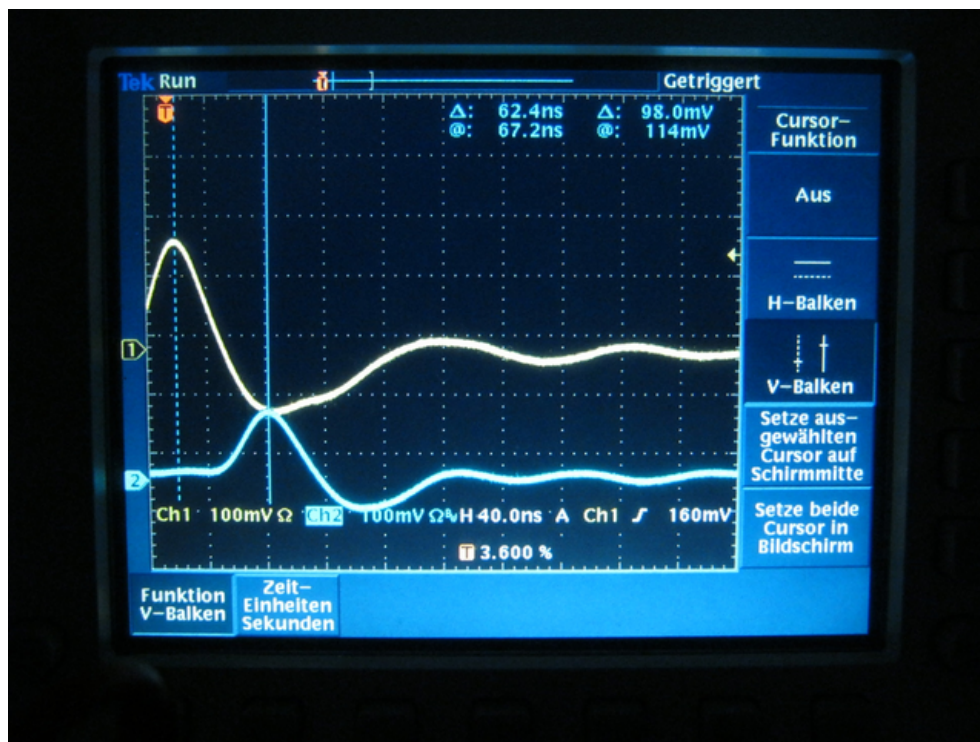 Tek Run
Getriggert
Δ: 62.4ns Δ: 98.0mV
@: 67.2ns @: 114mV
Cursor-
Funktion
Aus
H-Balken
V-Balken
Setze aus-
gewählten
Cursor auf
Schirmmitte
Setze beide
Cursor in
Bildschirm
T
1
2
Ch1 100mV Ω Ch2 100mV Ω H 40.0ns A Ch1 160mV
T 3.600 %
Funktion
V-Balken
Zeit-
Einheiten
Sekunden